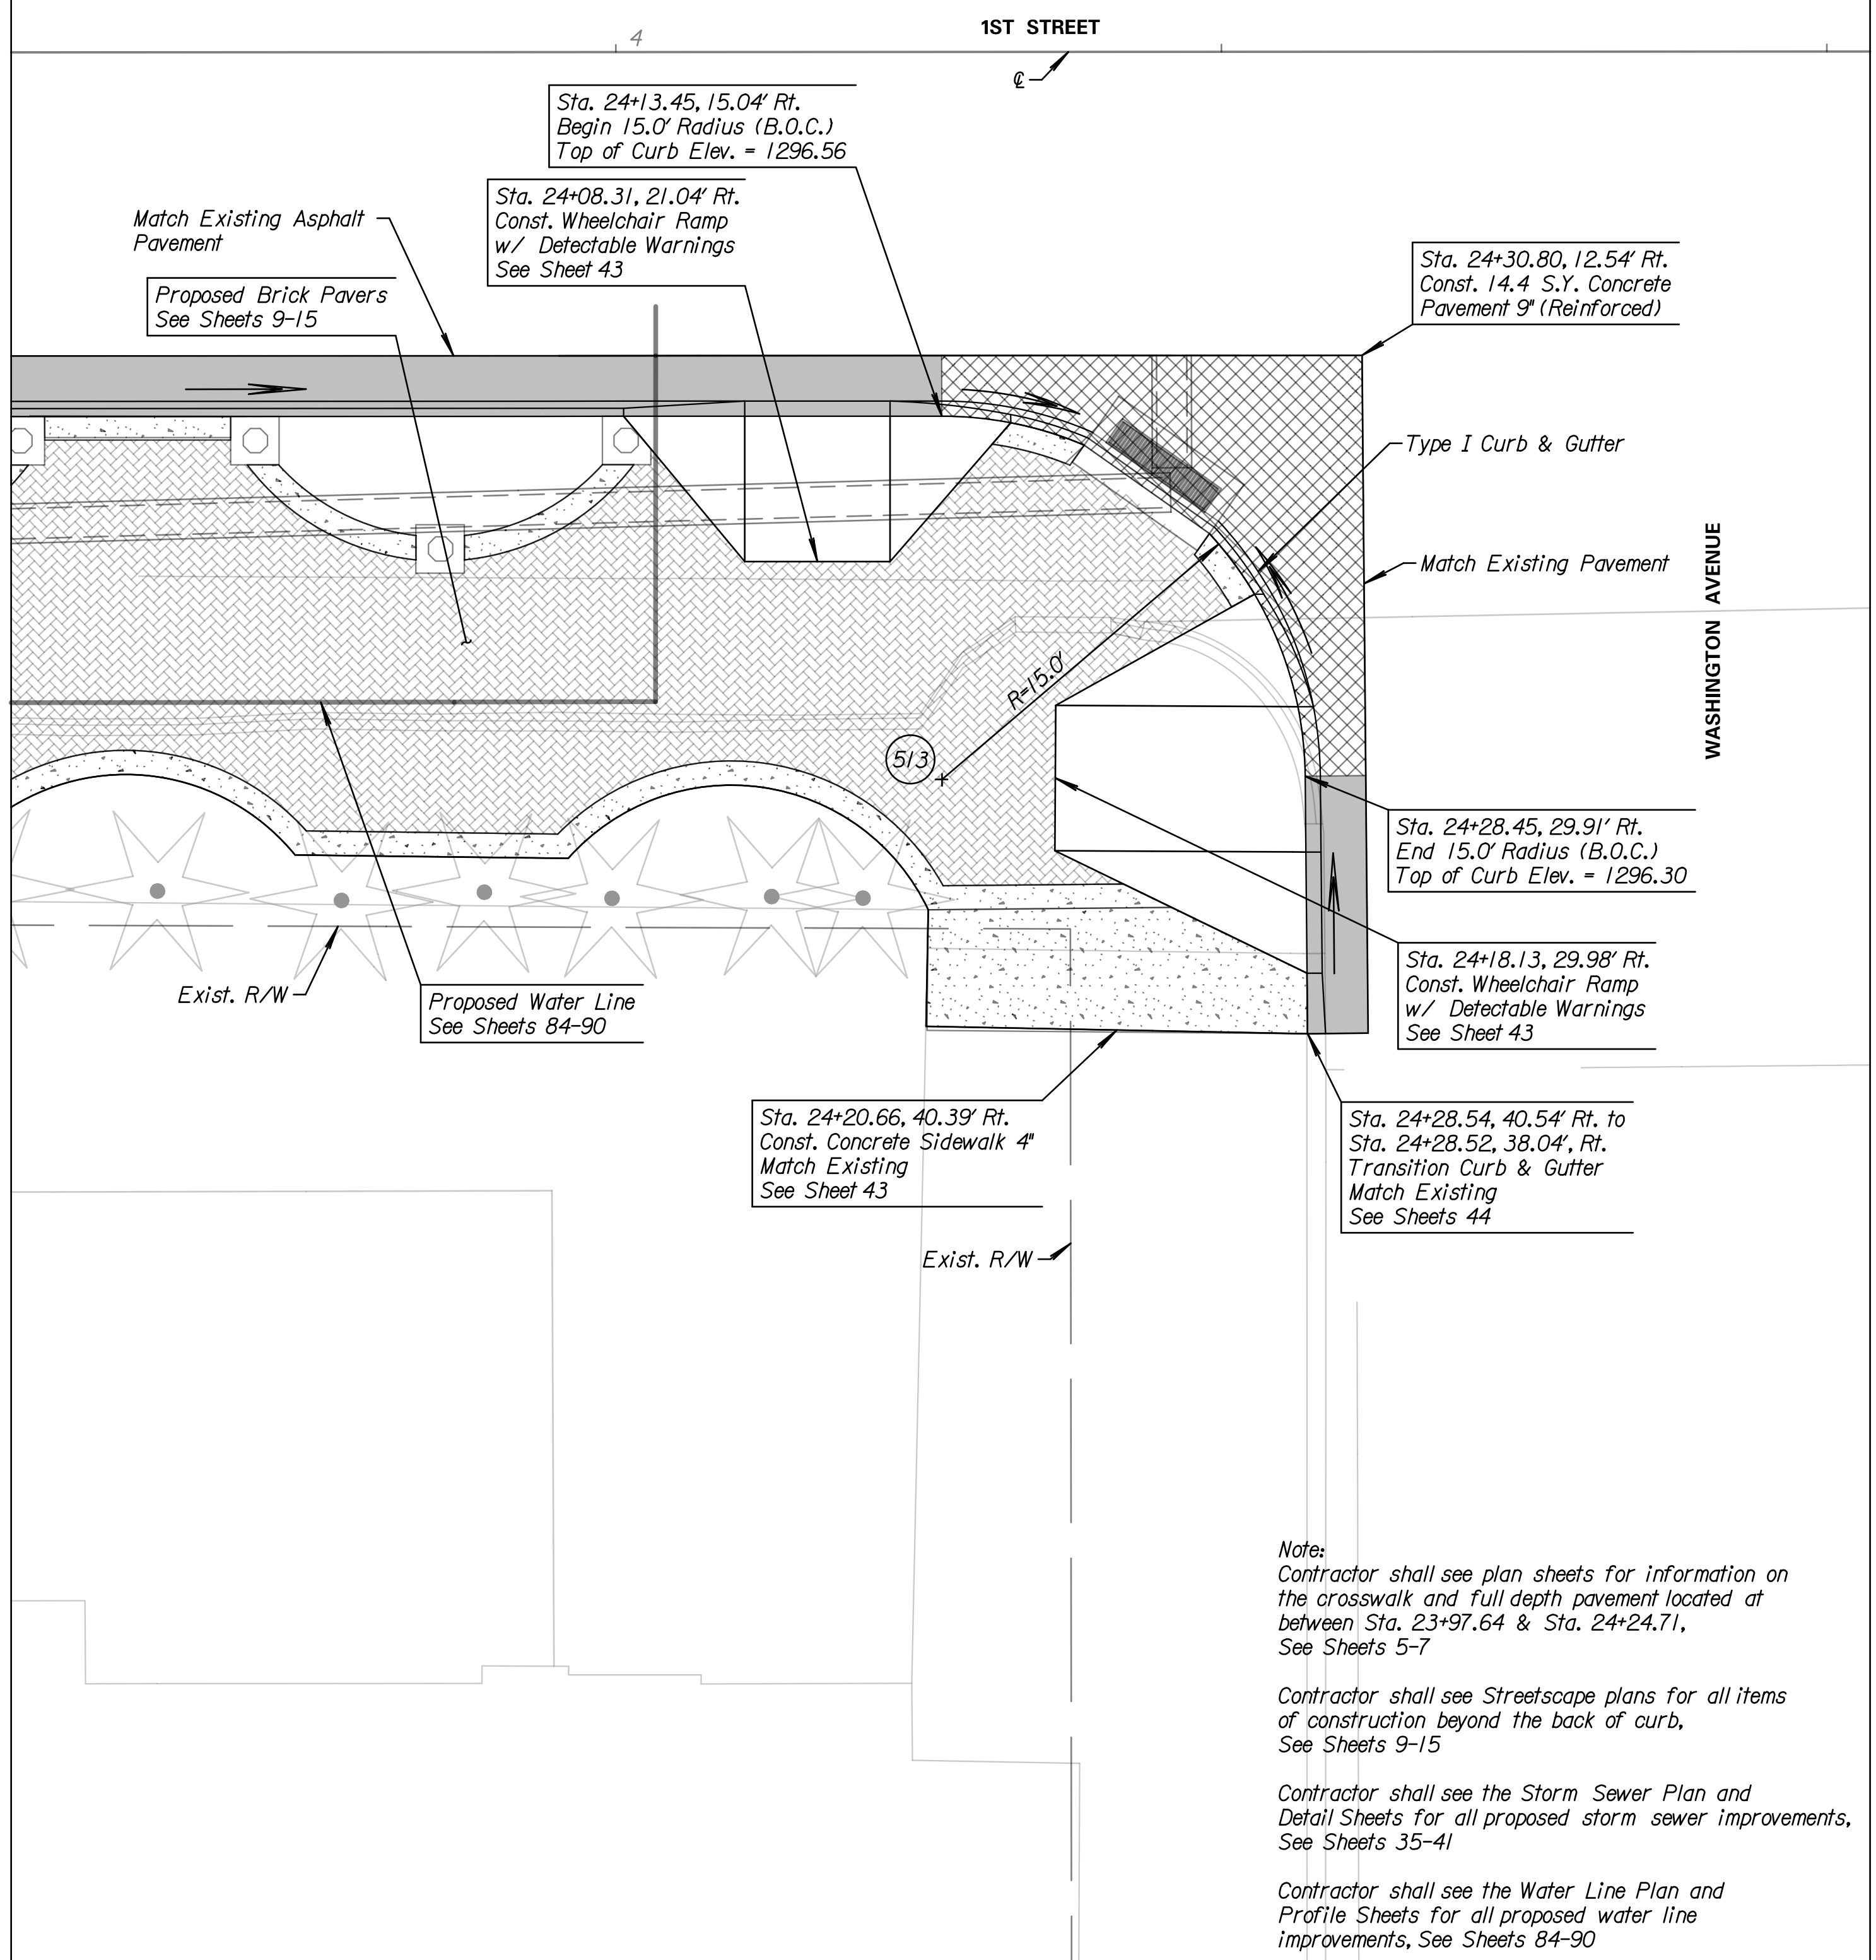 1ST STREET
4
℄
Sta. 24+13.45, 15.04' Rt.
Begin 15.0' Radius (B.O.C.)
Top of Curb Elev. = 1296.56
Sta. 24+08.31, 21.04' Rt.
Const. Wheelchair Ramp
w/ Detectable Warnings
See Sheet 43
Match Existing Asphalt
Pavement
Proposed Brick Pavers
See Sheets 9-15
Sta. 24+30.80, 12.54' Rt.
Const. 14.4 S.Y. Concrete
Pavement 9" (Reinforced)
Type I Curb & Gutter
Match Existing Pavement
WASHINGTON AVENUE
R=15.0'
513
Sta. 24+28.45, 29.91' Rt.
End 15.0' Radius (B.O.C.)
Top of Curb Elev. = 1296.30
Sta. 24+18.13, 29.98' Rt.
Const. Wheelchair Ramp
w/ Detectable Warnings
See Sheet 43
Exist. R/W
Proposed Water Line
See Sheets 84-90
Sta. 24+20.66, 40.39' Rt.
Const. Concrete Sidewalk 4"
Match Existing
See Sheet 43
Sta. 24+28.54, 40.54' Rt. to
Sta. 24+28.52, 38.04', Rt.
Transition Curb & Gutter
Match Existing
See Sheets 44
Exist. R/W
Note:
Contractor shall see plan sheets for information on
the crosswalk and full depth pavement located at
between Sta. 23+97.64 & Sta. 24+24.71,
See Sheets 5-7
Contractor shall see Streetscape plans for all items
of construction beyond the back of curb,
See Sheets 9-15
Contractor shall see the Storm Sewer Plan and
Detail Sheets for all proposed storm sewer improvements,
See Sheets 35-41
Contractor shall see the Water Line Plan and
Profile Sheets for all proposed water line
improvements, See Sheets 84-90